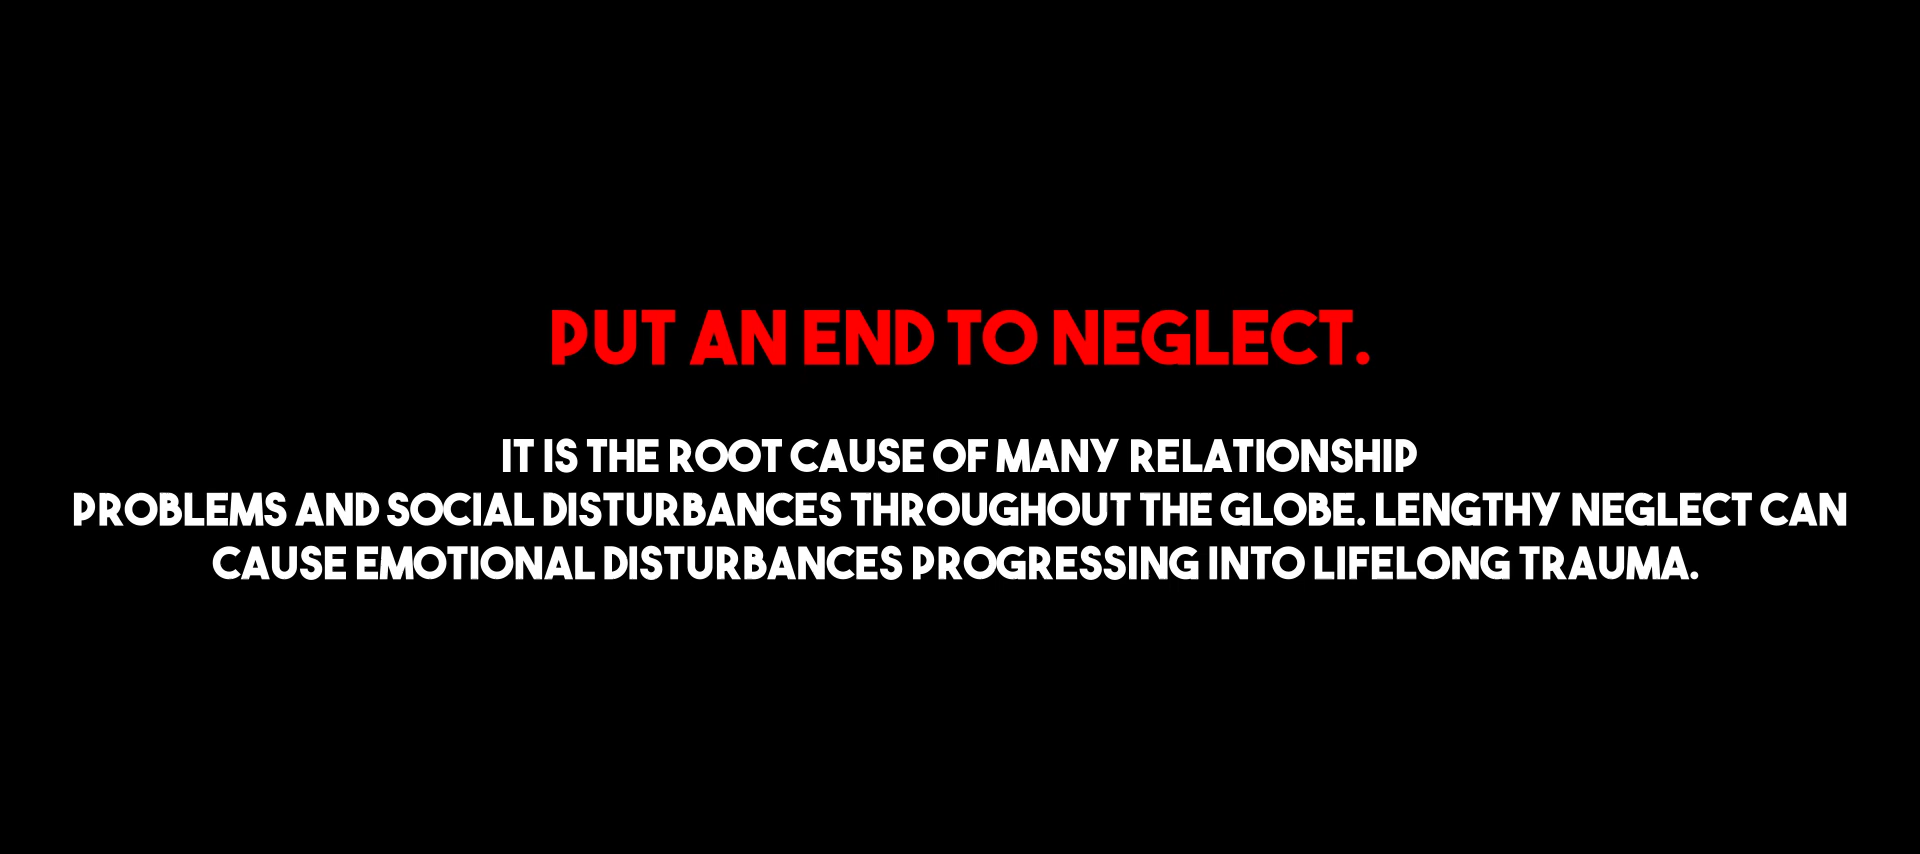 PUT AN END TO NEGLECT.
IT IS THE ROOT CAUSE OF MANY RELATIONSHIP
PROBLEMS AND SOCIAL DISTURBANCES THROUGHOUT THE GLOBE. LENGTHY NEGLECT CAN
CAUSE EMOTIONAL DISTURBANCES PROGRESSING INTO LIFELONG TRAUMA.